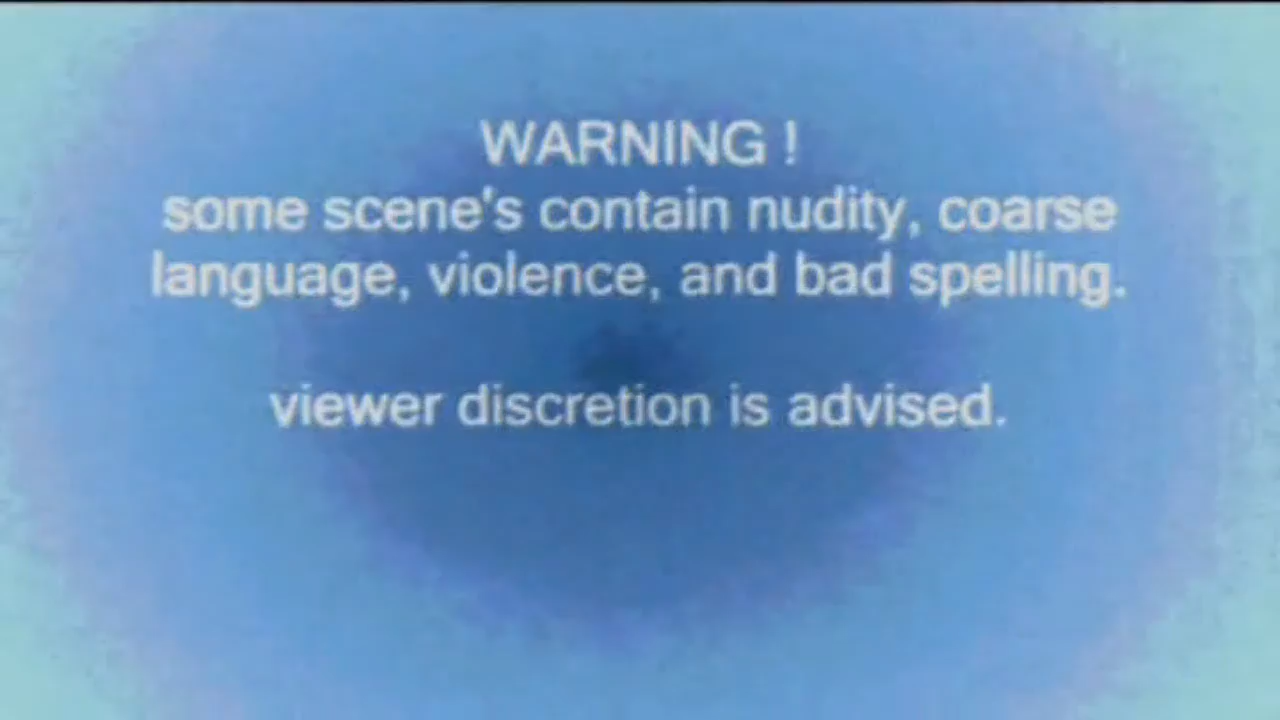 WARNING !
some scene's contain nudity, coarse
language, violence, and bad spelling.
viewer discretion is advised.